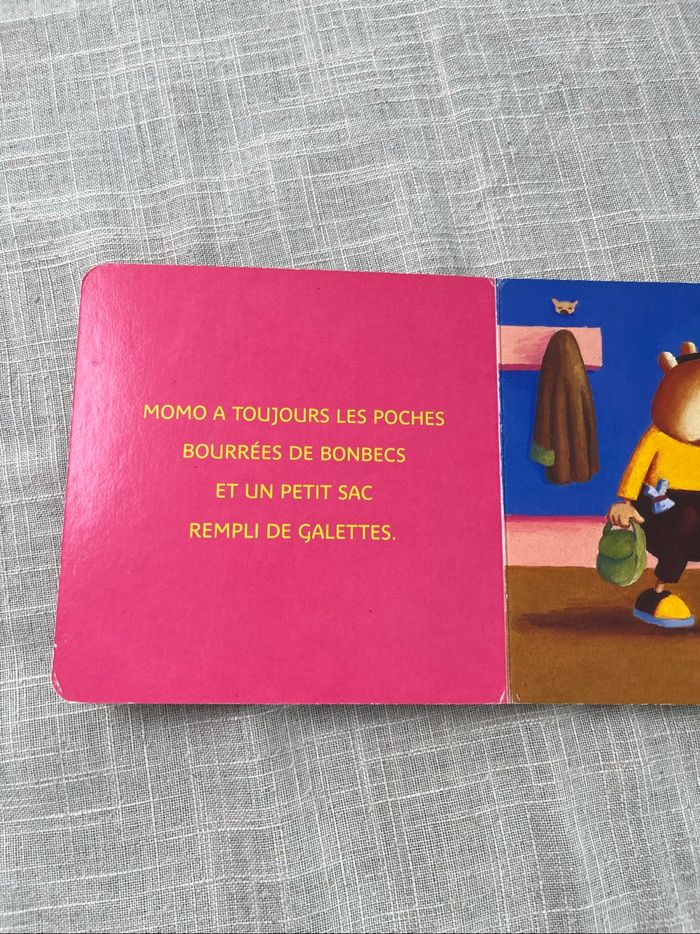 MOMO A TOUJOURS LES POCHES
BOURRÉES DE BONBECS
ET UN PETIT SAC
REMPLI DE GALETTES.